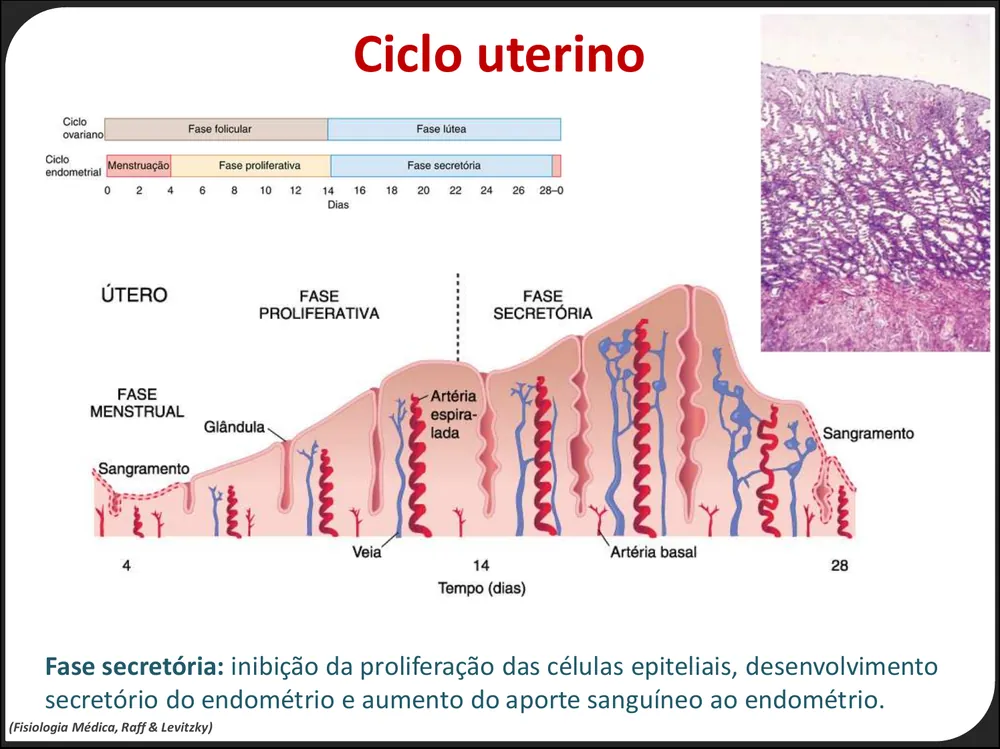 Ciclo uterino
Ciclo
ovariano
Fase folicular
Fase lútea
Ciclo
endometrial
Menstruação
Fase proliferativa
Fase secretória
0 2 4 6 8 10 12 14 16 18 20 22 24 26 28–0
Dias
ÚTERO
FASE
PROLIFERATIVA
FASE
SECRETÓRIA
FASE
MENSTRUAL
Glândula
Artéria
espira-
lada
Sangramento
Sangramento
Veia
Artéria basal
4
14
28
Tempo (dias)
Fase secretória: inibição da proliferação das células epiteliais, desenvolvimento
secretório do endométrio e aumento do aporte sanguíneo ao endométrio.
(Fisiologia Médica, Raff & Levitzky)